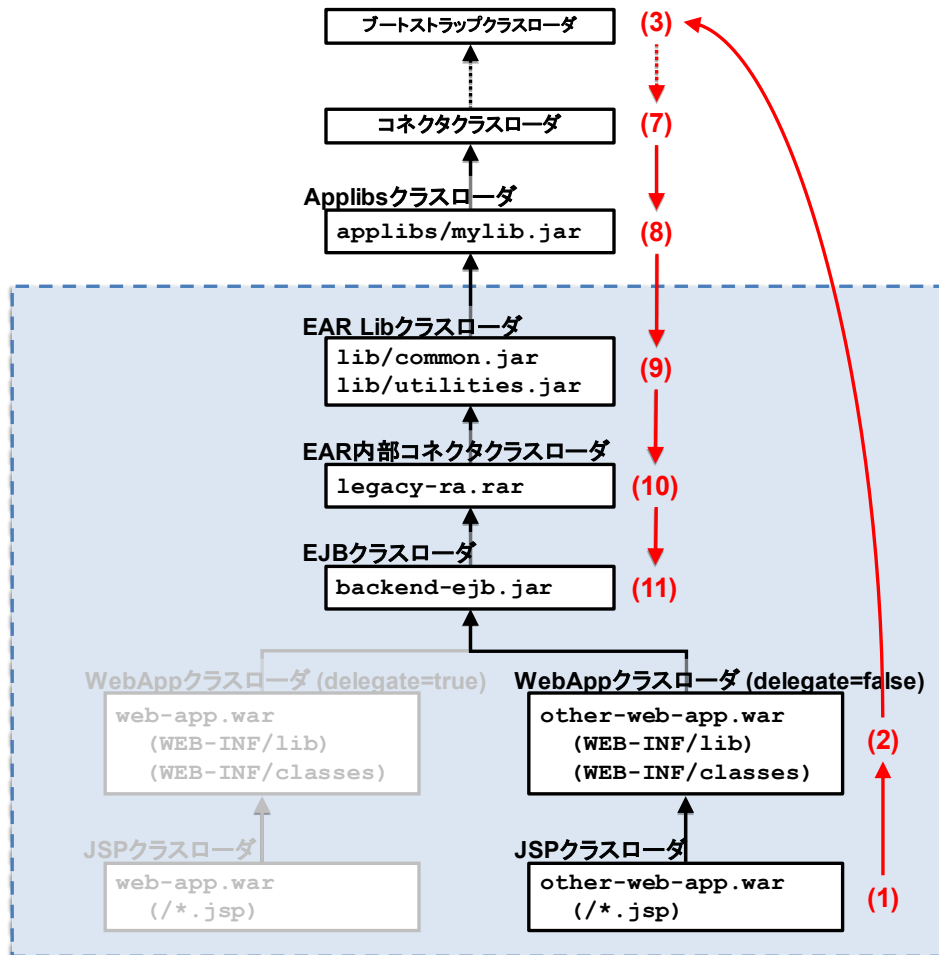 ブートストラップクラスローダ
(3)
コネクタクラスローダ
(7)
Applibsクラスローダ
applibs/mylib.jar
(8)
EAR Libクラスローダ
lib/common.jar
lib/utilities.jar
(9)
EAR内部コネクタクラスローダ
legacy-ra.rar
(10)
EJBクラスローダ
backend-ejb.jar
(11)
WebAppクラスローダ (delegate=true)
web-app.war
(WEB-INF/lib)
(WEB-INF/classes)
WebAppクラスローダ (delegate=false)
other-web-app.war
(WEB-INF/lib)
(WEB-INF/classes)
(2)
JSPクラスローダ
web-app.war
(/*.jsp)
JSPクラスローダ
other-web-app.war
(/*.jsp)
(1)